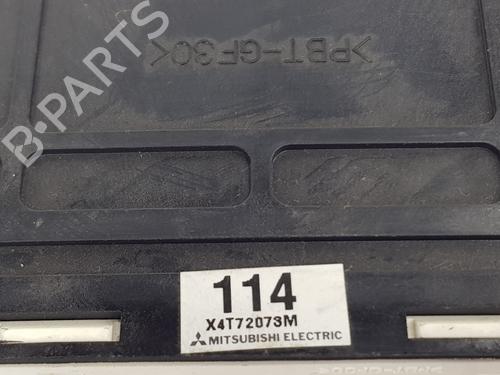 >PBT-GF30<
B-PARTS
114
X4T72073M
MITSUBISHI ELECTRIC